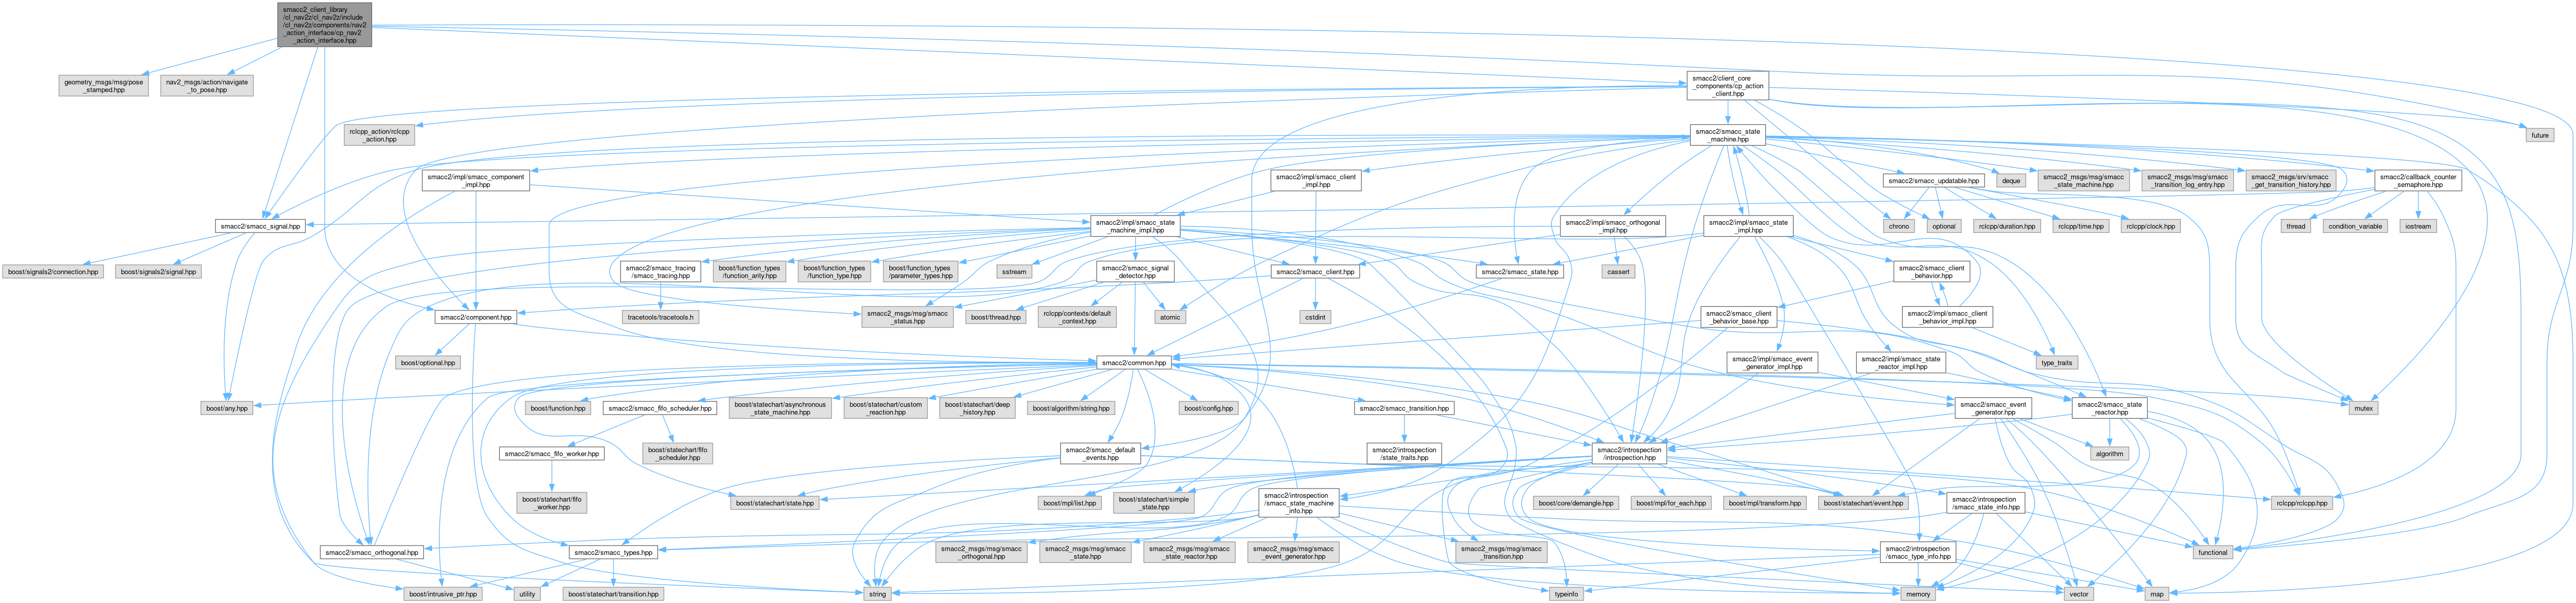 smacc2_client_library
/cl_nav2z/cl_nav2z/include
/cl_nav2z/components/nav2
_action_interface/cp_nav2
_action_interface.hpp
geometry_msgs/msg/pose
_stamped.hpp
nav2_msgs/action/navigate
_to_pose.hpp
smacc2/client_core
_components/cp_action
_client.hpp
rclcpp_action/rclcpp
_action.hpp
smacc2/smacc_state
_machine.hpp
future
smacc2/impl/smacc_component
_impl.hpp
smacc2/impl/smacc_client
_impl.hpp
smacc2/smacc_updatable.hpp
deque
smacc2_msgs/msg/smacc
_state_machine.hpp
smacc2_msgs/msg/smacc
_transition_log_entry.hpp
smacc2_msgs/srv/smacc
_get_transition_history.hpp
smacc2/callback_counter
_semaphore.hpp
smacc2/smacc_signal.hpp
smacc2/impl/smacc_state
_machine_impl.hpp
smacc2/impl/smacc_orthogonal
_impl.hpp
smacc2/impl/smacc_state
_impl.hpp
chrono
optional
rclcpp/duration.hpp
rclcpp/time.hpp
rclcpp/clock.hpp
thread
condition_variable
iostream
boost/signals2/connection.hpp
boost/signals2/signal.hpp
smacc2/smacc_tracing
/smacc_tracing.hpp
boost/function_types
/function_arity.hpp
boost/function_types
/function_type.hpp
boost/function_types
/parameter_types.hpp
sstream
smacc2/smacc_signal
_detector.hpp
smacc2/smacc_client.hpp
smacc2/smacc_state.hpp
cassert
smacc2/smacc_client
_behavior.hpp
smacc2/component.hpp
tracetools/tracetools.h
smacc2_msgs/msg/smacc
_status.hpp
boost/thread.hpp
rclcpp/contexts/default
_context.hpp
atomic
cstdint
smacc2/smacc_client
_behavior_base.hpp
smacc2/impl/smacc_client
_behavior_impl.hpp
boost/optional.hpp
smacc2/common.hpp
smacc2/impl/smacc_event
_generator_impl.hpp
smacc2/impl/smacc_state
_reactor_impl.hpp
type_traits
boost/any.hpp
boost/function.hpp
smacc2/smacc_fifo_scheduler.hpp
boost/statechart/asynchronous
_state_machine.hpp
boost/statechart/custom
_reaction.hpp
boost/statechart/deep
_history.hpp
boost/algorithm/string.hpp
boost/config.hpp
smacc2/smacc_transition.hpp
smacc2/smacc_event
_generator.hpp
smacc2/smacc_state
_reactor.hpp
mutex
smacc2/smacc_fifo_worker.hpp
boost/statechart/fifo
_scheduler.hpp
smacc2/smacc_default
_events.hpp
smacc2/introspection
/state_traits.hpp
smacc2/introspection
/introspection.hpp
algorithm
boost/statechart/fifo
_worker.hpp
boost/statechart/state.hpp
boost/mpl/list.hpp
boost/statechart/simple
_state.hpp
smacc2/introspection
/smacc_state_machine
_info.hpp
boost/core/demangle.hpp
boost/mpl/for_each.hpp
boost/mpl/transform.hpp
boost/statechart/event.hpp
smacc2/introspection
/smacc_state_info.hpp
rclcpp/rclcpp.hpp
smacc2/smacc_orthogonal.hpp
smacc2/smacc_types.hpp
smacc2_msgs/msg/smacc
_orthogonal.hpp
smacc2_msgs/msg/smacc
_state.hpp
smacc2_msgs/msg/smacc
_state_reactor.hpp
smacc2_msgs/msg/smacc
_event_generator.hpp
smacc2_msgs/msg/smacc
_transition.hpp
smacc2/introspection
/smacc_type_info.hpp
functional
boost/intrusive_ptr.hpp
utility
boost/statechart/transition.hpp
string
typeinfo
memory
vector
map